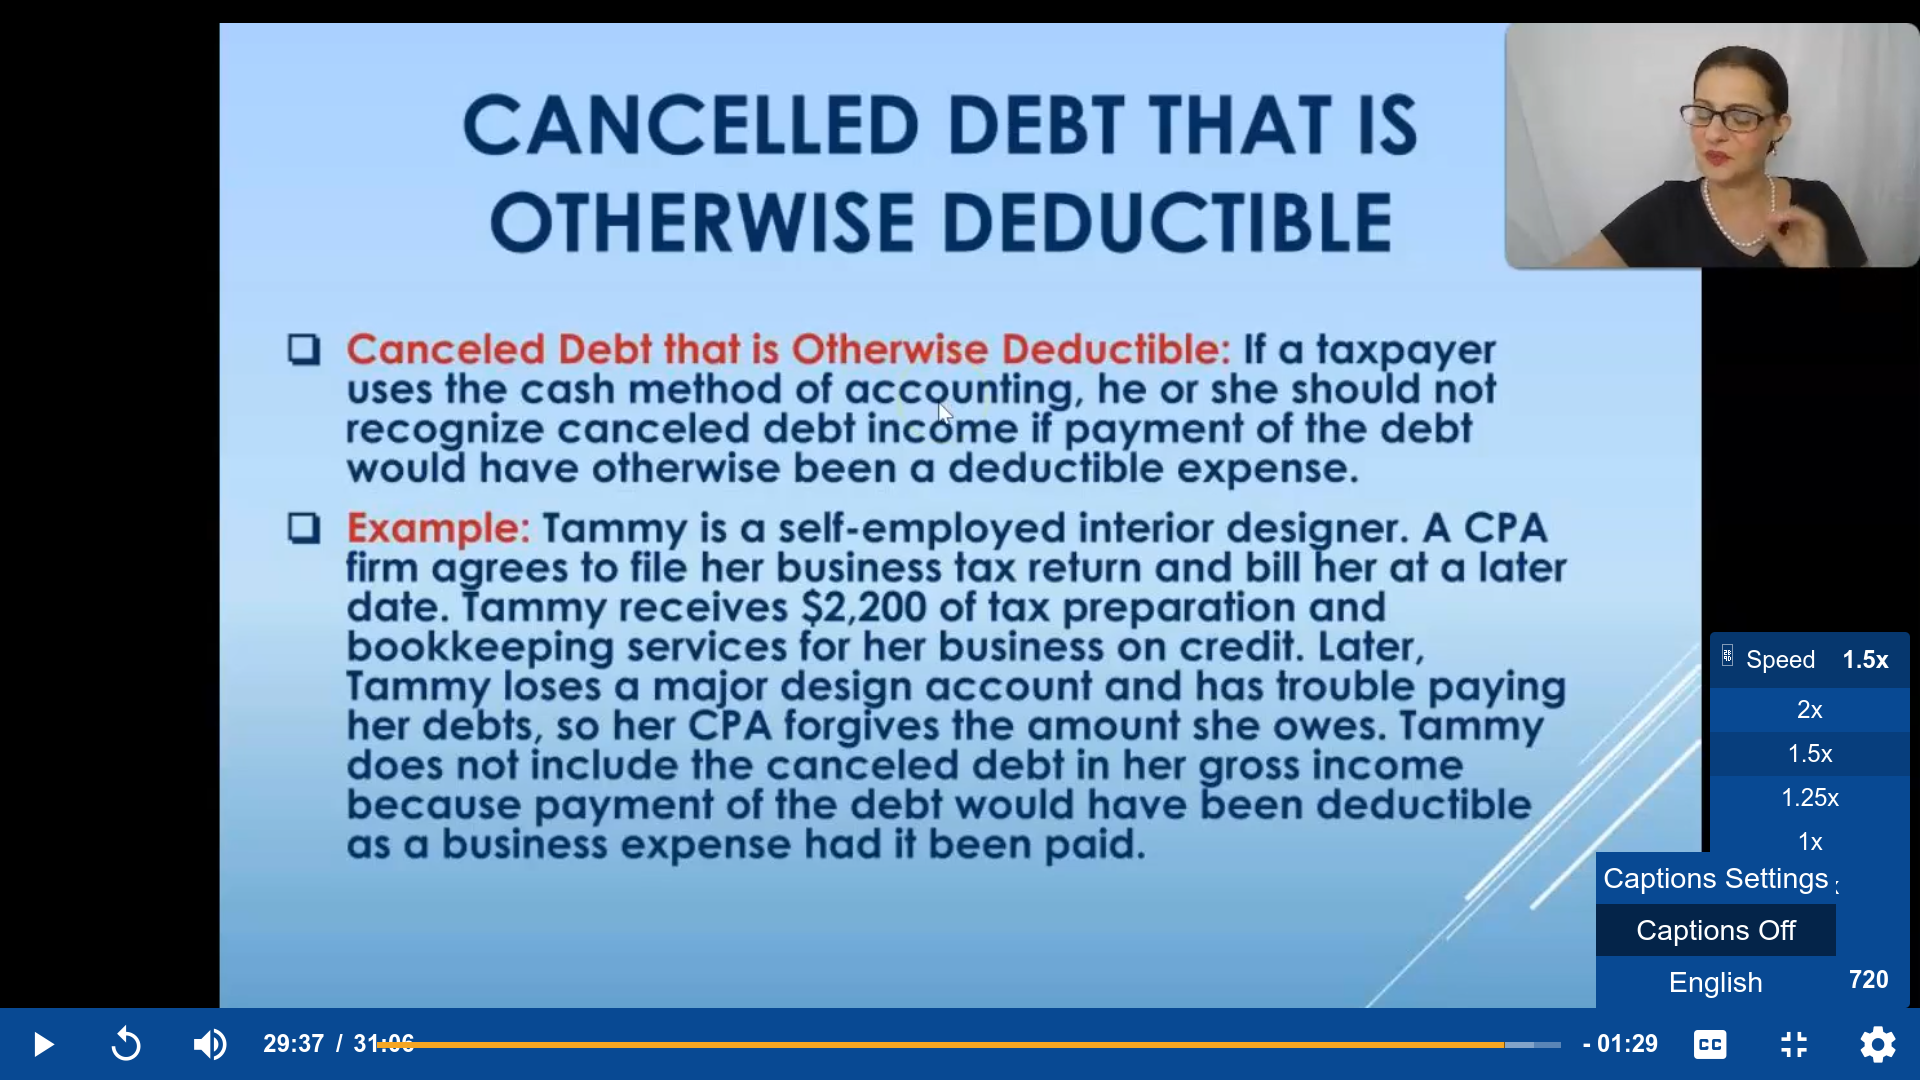 CANCELLED DEBT THAT IS
OTHERWISE DEDUCTIBLE
Canceled Debt that is Otherwise Deductible: If a taxpayer
uses the cash method of accounting, he or she should not
recognize canceled debt income if payment of the debt
would have otherwise been a deductible expense.
Example: Tammy is a self-employed interior designer. A CPA
firm agrees to file her business tax return and bill her at a later
date. Tammy receives $2,200 of tax preparation and
bookkeeping services for her business on credit. Later,
Tammy loses a major design account and has trouble paying
her debts, so her CPA forgives the amount she owes. Tammy
does not include the canceled debt in her gross income
because payment of the debt would have been deductible
as a business expense had it been paid.
Speed 1.5x
2x
1.5x
1.25x
1x
Captions Settings
Captions Off
English
720
29:37 / 31:06
- 01:29
CC